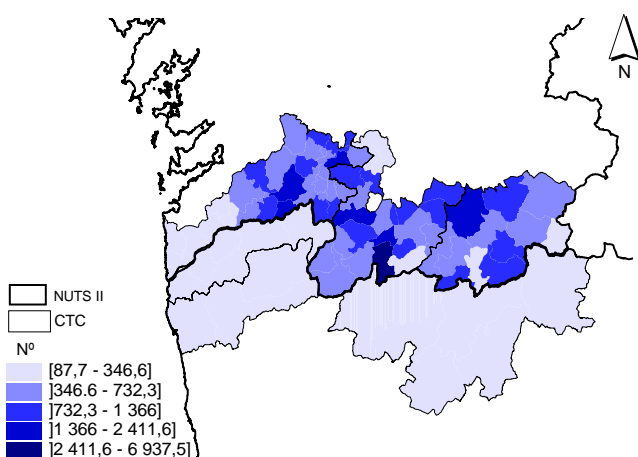 N
NUTS II
CTC
Nº
[87,7 - 346,6]
]346.6 - 732,3]
]732,3 - 1 366]
]1 366 - 2 411,6]
]2 411,6 - 6 937,5]